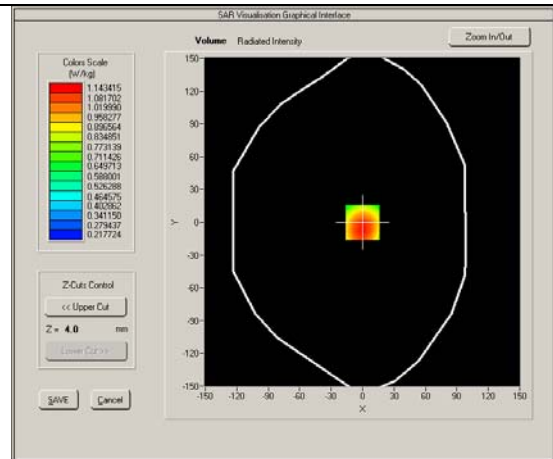 SAR Visualisation Graphical Interface
Volume Radiated Intensity
Zoom In/Out
Colors Scale
(W/kg)
1.143415
1.081702
1.019990
0.958277
0.896564
0.834851
0.773139
0.711426
0.649713
0.588001
0.526288
0.464575
0.402862
0.341150
0.279437
0.217724
Z-Cuts Control
<< Upper Cut
Z = 4.0 mm
Lower Cut >>
SAVE Cancel
150
120
90
60
30
0
-30
-60
-90
-120
-150
Y
-150 -120 -90 -60 -30 0 30 60 90 120 150
X